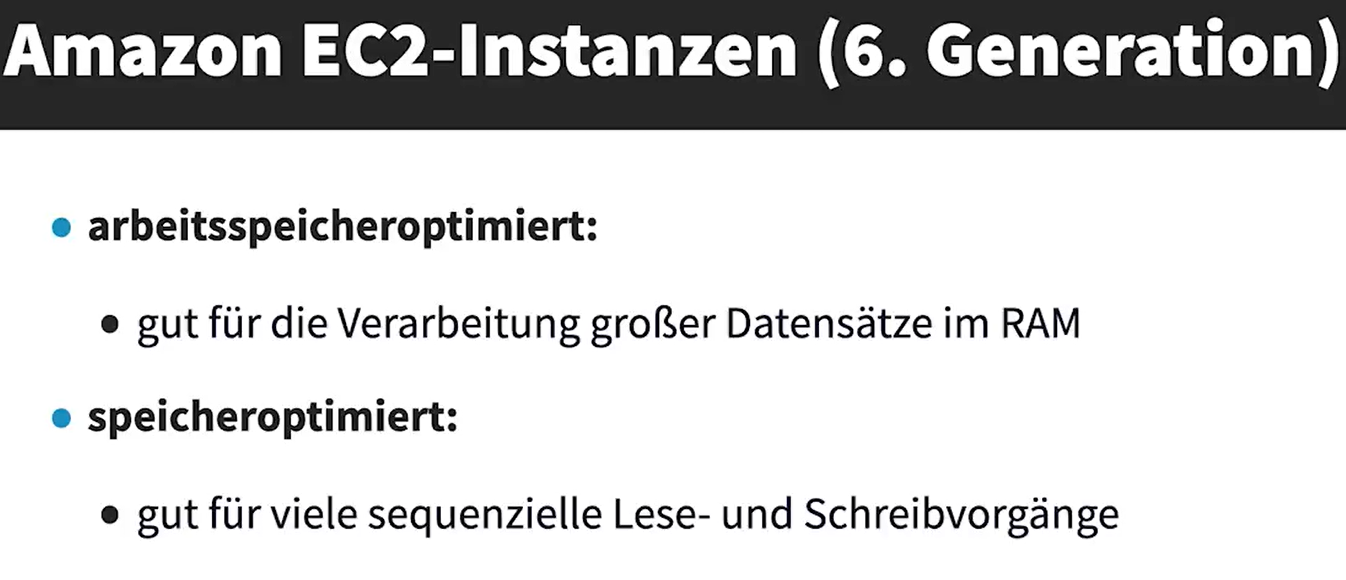 Amazon EC2-Instanzen (6. Generation)
• arbeitsspeicheroptimiert:
• gut für die Verarbeitung großer Datensätze im RAM
• speicheroptimiert:
• gut für viele sequenzielle Lese- und Schreibvorgänge